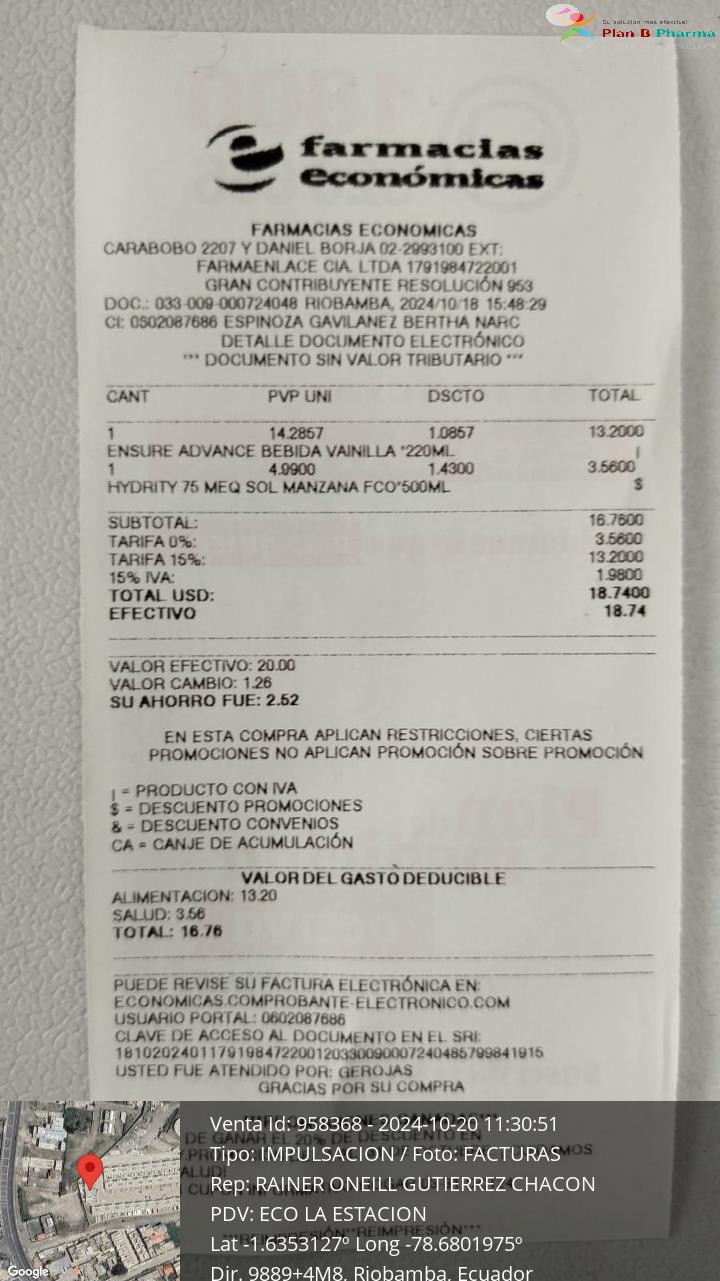 Su solución mas efectiva!
Plan B Pharma
farmacias
económicas
FARMACIAS ECONOMICAS
CARABOBO 2207 Y DANIEL BORJA 02-2993100 EXT:
FARMAENLACE CIA. LTDA 1791984722001
GRAN CONTRIBUYENTE RESOLUCIÓN 953
DOC.: 033-009-000724048 RIOBAMBA, 2024/10/18 15:48:29
CI: 0602087686 ESPINOZA GAVILANEZ BERTHA NARC
DETALLE DOCUMENTO ELECTRÓNICO
*** DOCUMENTO SIN VALOR TRIBUTARIO ***
CANT PVP UNI DSCTO TOTAL
1 14.2857 1.0857 13.2000
ENSURE ADVANCE BEBIDA VAINILLA *220ML |
1 4.9900 1.4300 3.5600
HYDRITY 75 MEQ SOL MANZANA FCO*500ML $
SUBTOTAL: 16.7600
TARIFA 0%: 3.5600
TARIFA 15%: 13.2000
15% IVA: 1.9800
TOTAL USD: 18.7400
EFECTIVO 18.74
VALOR EFECTIVO: 20.00
VALOR CAMBIO: 1.26
SU AHORRO FUE: 2.52
EN ESTA COMPRA APLICAN RESTRICCIONES, CIERTAS
PROMOCIONES NO APLICAN PROMOCIÓN SOBRE PROMOCIÓN
| = PRODUCTO CON IVA
$ = DESCUENTO PROMOCIONES
& = DESCUENTO CONVENIOS
CA = CANJE DE ACUMULACIÓN
VALOR DEL GASTO DEDUCIBLE
ALIMENTACION: 13.20
SALUD: 3.56
TOTAL: 16.76
PUEDE REVISE SU FACTURA ELECTRÓNICA EN:
ECONOMICAS.COMPROBANTE-ELECTRONICO.COM
USUARIO PORTAL: 0602087686
CLAVE DE ACCESO AL DOCUMENTO EN EL SRI:
1810202401179198472200120330090007240485799841915
USTED FUE ATENDIDO POR: GEROJAS
GRACIAS POR SU COMPRA
DE GANAR EL 20% DE DESCUENTO EN
Venta Id: 958368 - 2024-10-20 11:30:51
Tipo: IMPULSACION / Foto: FACTURAS
Rep: RAINER ONEILL GUTIERREZ CHACON
PDV: ECO LA ESTACION
Lat -1.6353127º Long -78.6801975º
Dir. 9889+4M8, Riobamba, Ecuador
Google